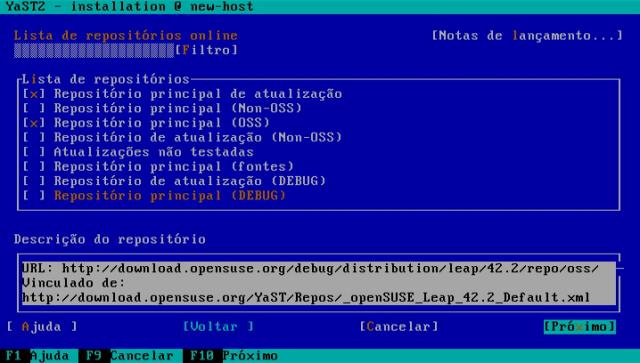 YaST2 - installation @ new-host
Lista de repositórios online [Notas de lançamento...]
[Filtro]
Lista de repositórios
[x] Repositório principal de atualização
[ ] Repositório principal (Non-OSS)
[x] Repositório principal (OSS)
[ ] Repositório de atualização (Non-OSS)
[ ] Atualizações não testadas
[ ] Repositório principal (fontes)
[ ] Repositório de atualização (DEBUG)
[ ] Repositório principal (DEBUG)
Descrição do repositório
URL: http://download.opensuse.org/debug/distribution/leap/42.2/repo/oss/
Vinculado de:
http://download.opensuse.org/YaST/Repos/_openSUSE_Leap_42.2_Default.xml
[ Ajuda ] [Voltar ] [Cancelar] [Próximo]
F1 Ajuda F9 Cancelar F10 Próximo